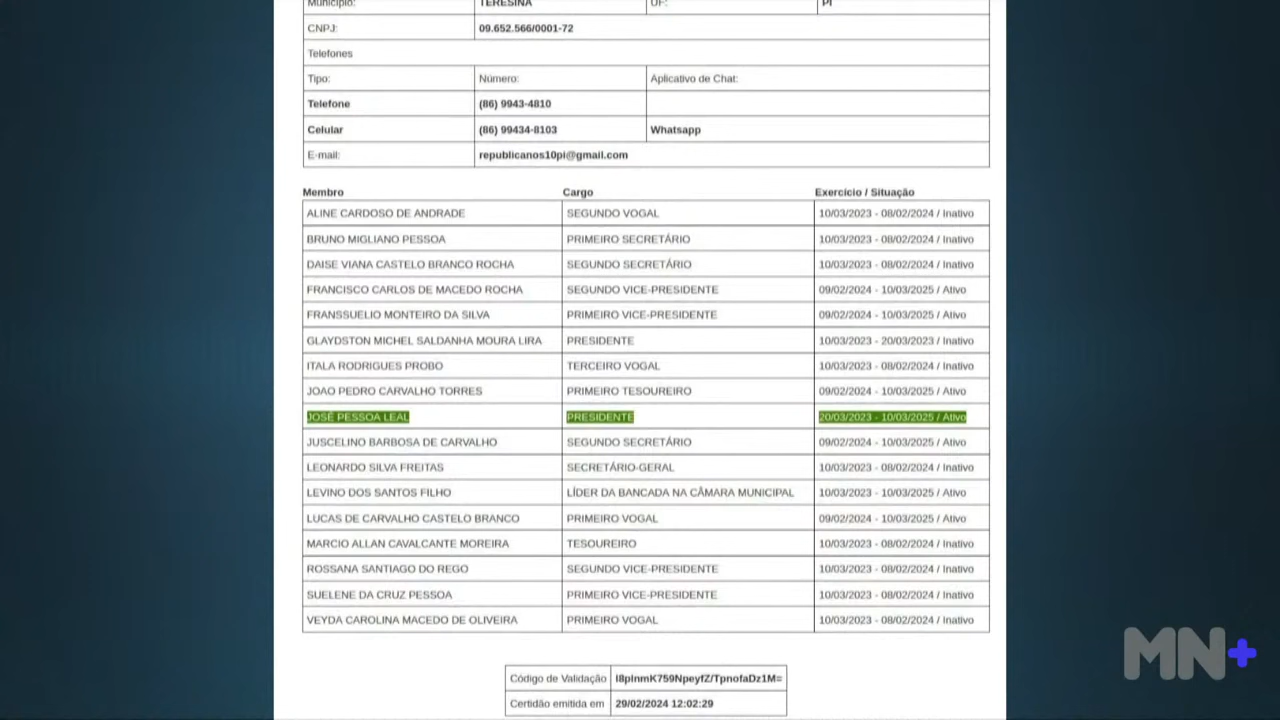 Município: TERESINA UF: PI
CNPJ: 09.652.566/0001-72
Telefones
Tipo: Número: Aplicativo de Chat:
Telefone (86) 9943-4810
Celular (86) 99434-8103 Whatsapp
E-mail: republicanos10pi@gmail.com
Membro Cargo Exercício / Situação
ALINE CARDOSO DE ANDRADE SEGUNDO VOGAL 10/03/2023 - 08/02/2024 / Inativo
BRUNO MIGLIANO PESSOA PRIMEIRO SECRETÁRIO 10/03/2023 - 08/02/2024 / Inativo
DAISE VIANA CASTELO BRANCO ROCHA SEGUNDO SECRETÁRIO 10/03/2023 - 08/02/2024 / Inativo
FRANCISCO CARLOS DE MACEDO ROCHA SEGUNDO VICE-PRESIDENTE 09/02/2024 - 10/03/2025 / Ativo
FRANSSUELIO MONTEIRO DA SILVA PRIMEIRO VICE-PRESIDENTE 09/02/2024 - 10/03/2025 / Ativo
GLAYDSTON MICHEL SALDANHA MOURA LIRA PRESIDENTE 10/03/2023 - 20/03/2023 / Inativo
ITALA RODRIGUES PROBO TERCEIRO VOGAL 10/03/2023 - 08/02/2024 / Inativo
JOAO PEDRO CARVALHO TORRES PRIMEIRO TESOUREIRO 09/02/2024 - 10/03/2025 / Ativo
JOSÉ PESSOA LEAL PRESIDENTE 20/03/2023 - 10/03/2025 / Ativo
JUSCELINO BARBOSA DE CARVALHO SEGUNDO SECRETÁRIO 09/02/2024 - 10/03/2025 / Ativo
LEONARDO SILVA FREITAS SECRETÁRIO-GERAL 10/03/2023 - 08/02/2024 / Inativo
LEVINO DOS SANTOS FILHO LÍDER DA BANCADA NA CÂMARA MUNICIPAL 10/03/2023 - 10/03/2025 / Ativo
LUCAS DE CARVALHO CASTELO BRANCO PRIMEIRO VOGAL 09/02/2024 - 10/03/2025 / Ativo
MARCIO ALLAN CAVALCANTE MOREIRA TESOUREIRO 10/03/2023 - 08/02/2024 / Inativo
ROSSANA SANTIAGO DO REGO SEGUNDO VICE-PRESIDENTE 10/03/2023 - 08/02/2024 / Inativo
SUELENE DA CRUZ PESSOA PRIMEIRO VICE-PRESIDENTE 10/03/2023 - 08/02/2024 / Inativo
VEYDA CAROLINA MACEDO DE OLIVEIRA PRIMEIRO VOGAL 10/03/2023 - 08/02/2024 / Inativo
MN+
Código de Validação I8pInmK759NpeyfZ/TpnofaDz1M=
Certidão emitida em 29/02/2024 12:02:29